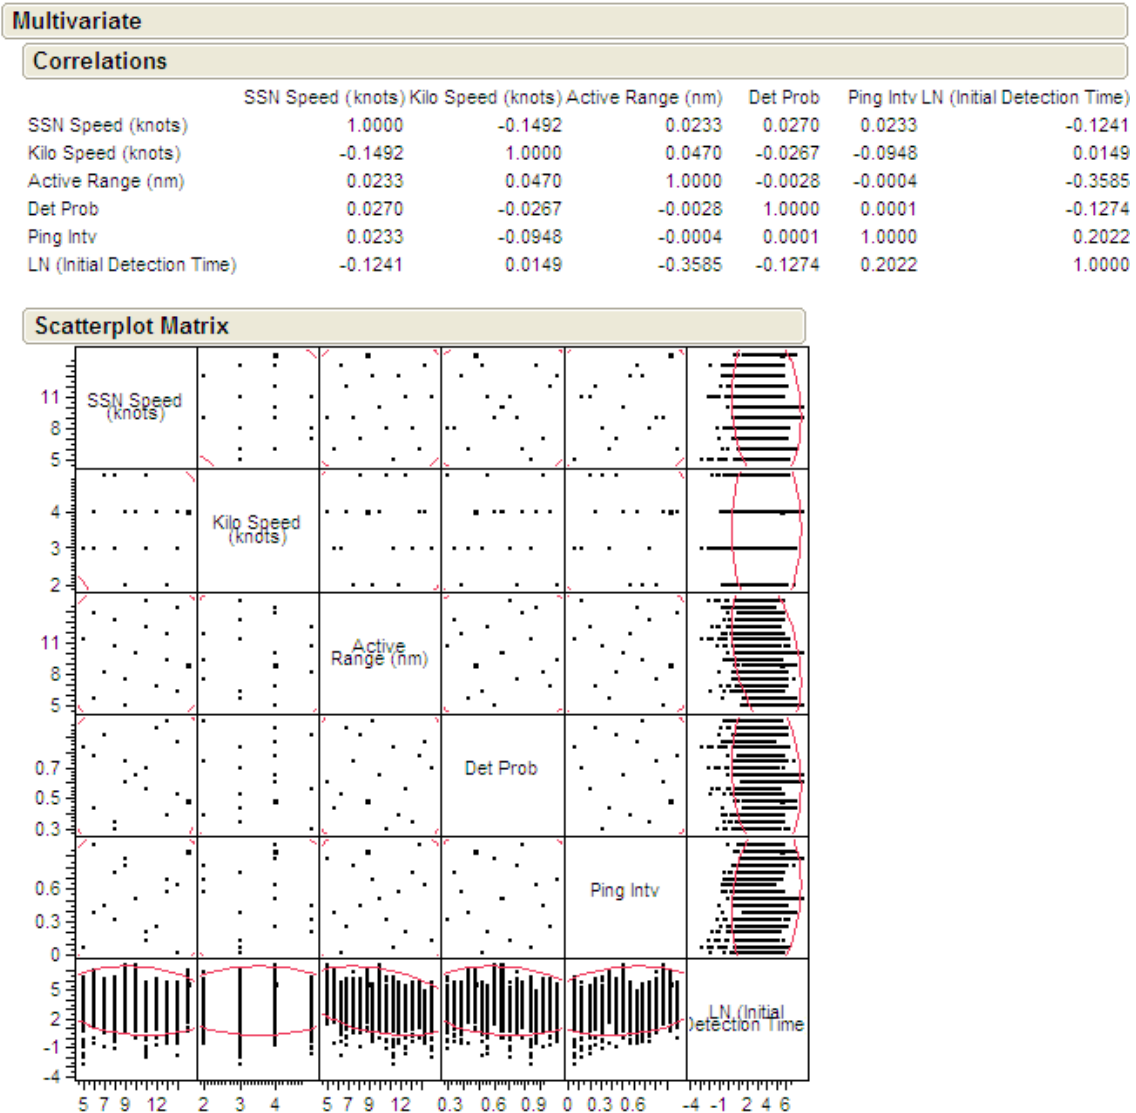 Multivariate
Correlations
SSN Speed (knots) Kilo Speed (knots) Active Range (nm) Det Prob Ping Intv LN (Initial Detection Time)
SSN Speed (knots) 1.0000 -0.1492 0.0233 0.0270 0.0233 -0.1241
Kilo Speed (knots) -0.1492 1.0000 0.0470 -0.0267 -0.0948 0.0149
Active Range (nm) 0.0233 0.0470 1.0000 -0.0028 -0.0004 -0.3585
Det Prob 0.0270 -0.0267 -0.0028 1.0000 0.0001 -0.1274
Ping Intv 0.0233 -0.0948 -0.0004 0.0001 1.0000 0.2022
LN (Initial Detection Time) -0.1241 0.0149 -0.3585 -0.1274 0.2022 1.0000
Scatterplot Matrix
11
8
5
SSN Speed
(knots)
4
3
2
Kilo Speed
(knots)
11
8
5
Active
Range (nm)
0.7
0.5
0.3
Det Prob
0.6
0.3
0
Ping Intv
5
2
-1
-4
LN (Initial
Detection Time
5 7 9 12 2 3 4 5 7 9 12 0.3 0.6 0.9 0 0.3 0.6 -4 -1 2 4 6